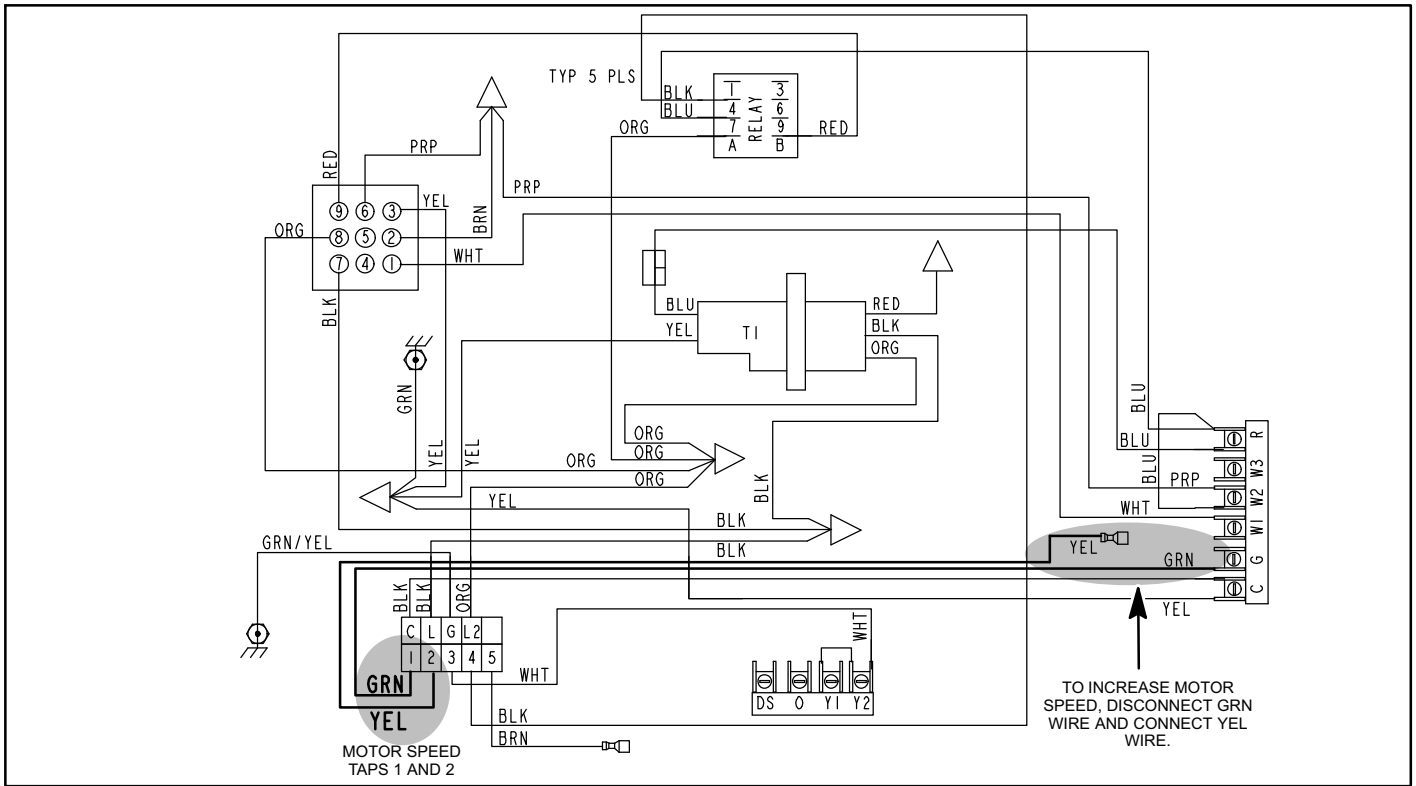 TYP 5 PLS
BLK
BLU
ORG
1 3
4 6
7 9
A B
RELAY
RED
RED
PRP
PRP
YEL
BRN
ORG
9 6 3
8 5 2
7 4 1
WHT
BLK
BLU
YEL
T1
RED
BLK
ORG
GRN
YEL
YEL
ORG
ORG
ORG
ORG
YEL
BLK
BLK
BLK
BLU
BLU
BLU
PRP
WHT
YEL
GRN
YEL
R
W3
W2
W1
G
C
GRN/YEL
BLK
BLK
ORG
C L G L2
1 2 3 4 5
GRN
YEL
WHT
BLK
BRN
MOTOR SPEED
TAPS 1 AND 2
WHT
DS O Y1 Y2
TO INCREASE MOTOR
SPEED, DISCONNECT GRN
WIRE AND CONNECT YEL
WIRE.